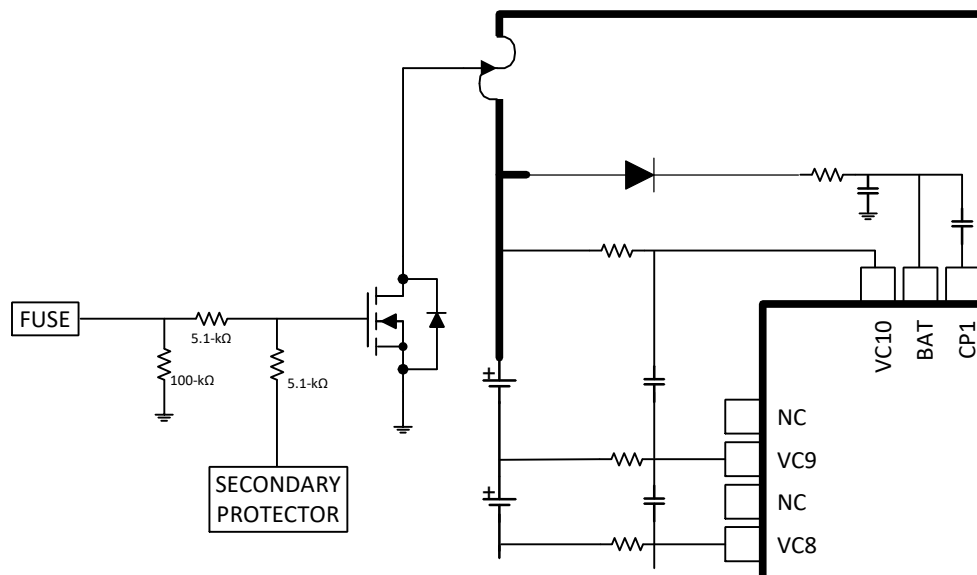 FUSE
5.1-kΩ
100-kΩ
5.1-kΩ
SECONDARY
PROTECTOR
+
+
VC10
BAT
CP1
NC
VC9
NC
VC8